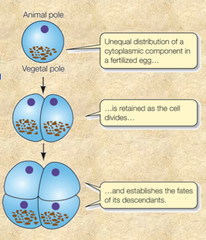 Animal pole
Unequal distribution of a
cytoplasmic component in
a fertilized egg…
Vegetal pole
…is retained as the cell
divides…
…and establishes the fates
of its descendants.